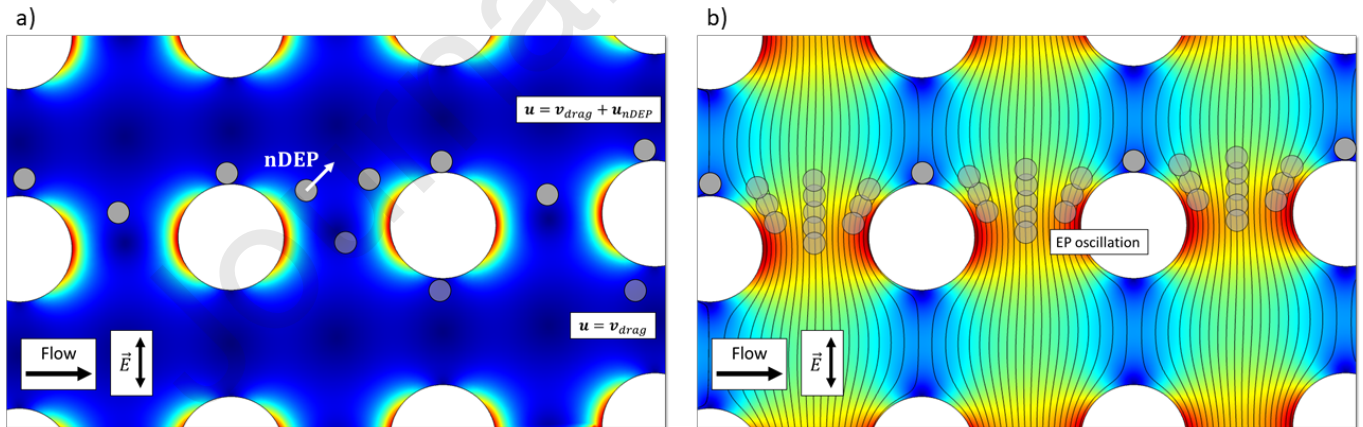 a)
u = v_drag + u_nDEP
nDEP
u = v_drag
Flow
E⃗
b)
EP oscillation
Flow
E⃗